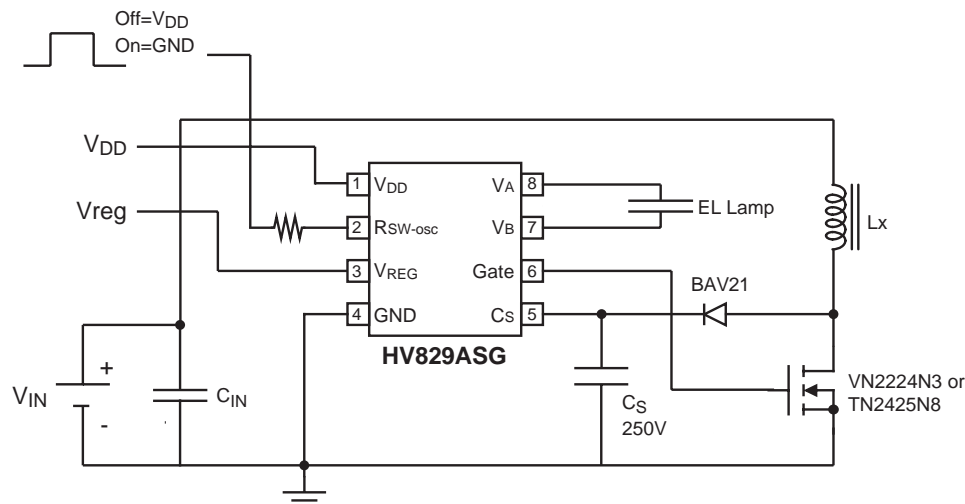 Off=VDD
On=GND
VDD
Vreg
1 VDD
2 RSW-osc
3 VREG
4 GND
VA 8
VB 7
Gate 6
CS 5
HV829ASG
EL Lamp
Lx
BAV21
VN2224N3 or
TN2425N8
CS
250V
+
VIN
-
CIN